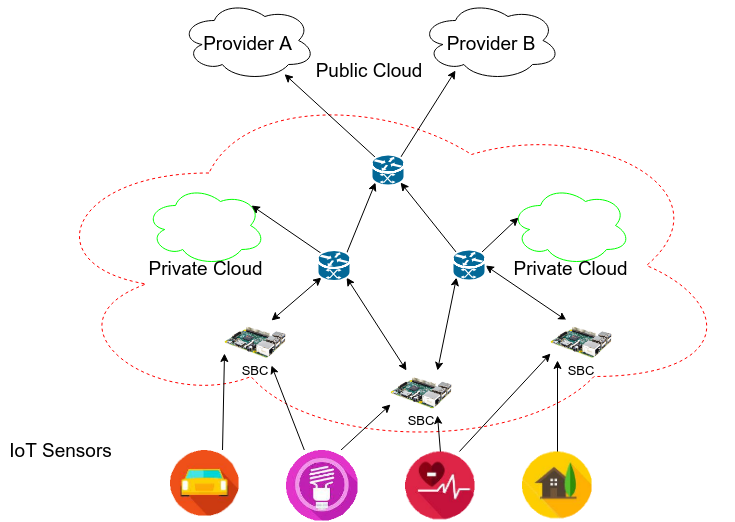 Provider A
Provider B
Public Cloud
Private Cloud
Private Cloud
SBC
SBC
SBC
IoT Sensors